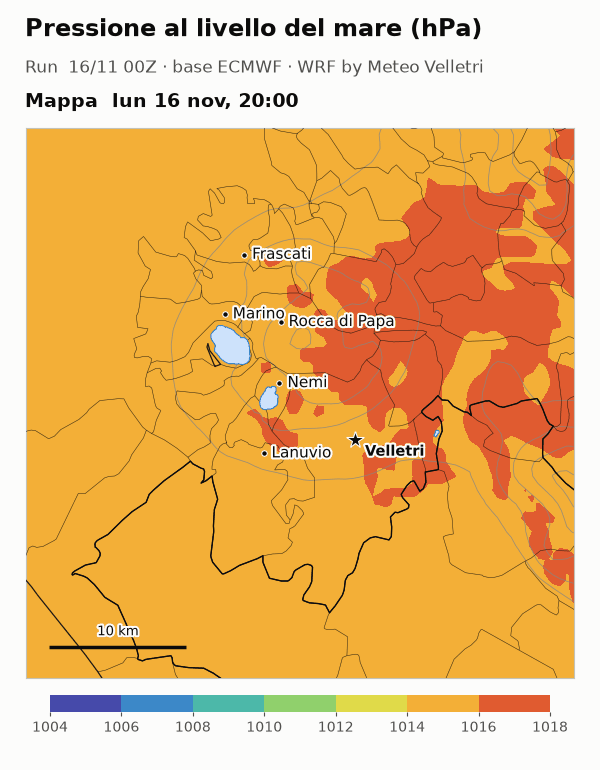 Pressione al livello del mare (hPa)
Run  16/11 00Z · base ECMWF · WRF by Meteo Velletri
Mappa  lun 16 nov, 20:00
Frascati
Marino
Rocca di Papa
Nemi
Velletri
Lanuvio
10 km
1004 1006 1008 1010 1012 1014 1016 1018